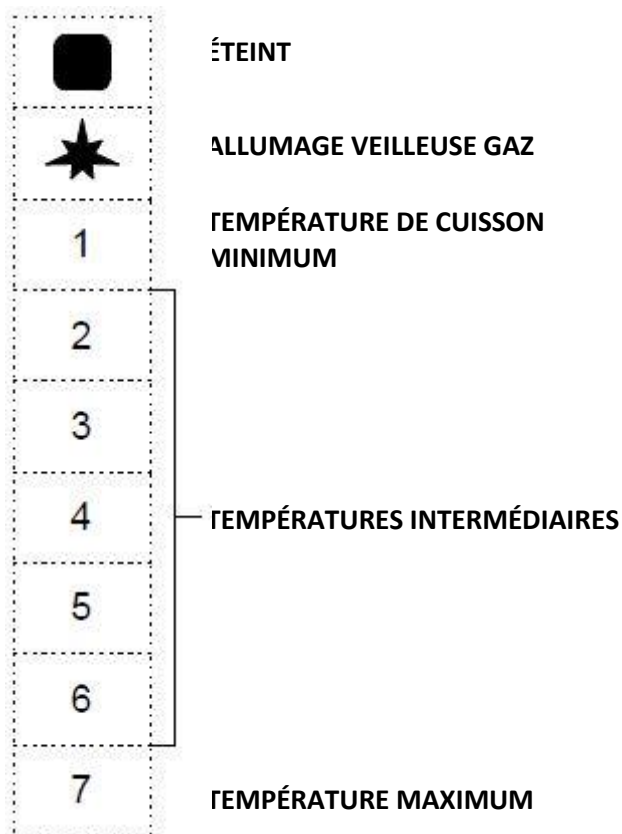 ÉTEINT
ALLUMAGE VEILLEUSE GAZ
1
TEMPÉRATURE DE CUISSON
MINIMUM
2
3
4
TEMPÉRATURES INTERMÉDIAIRES
5
6
7
TEMPÉRATURE MAXIMUM